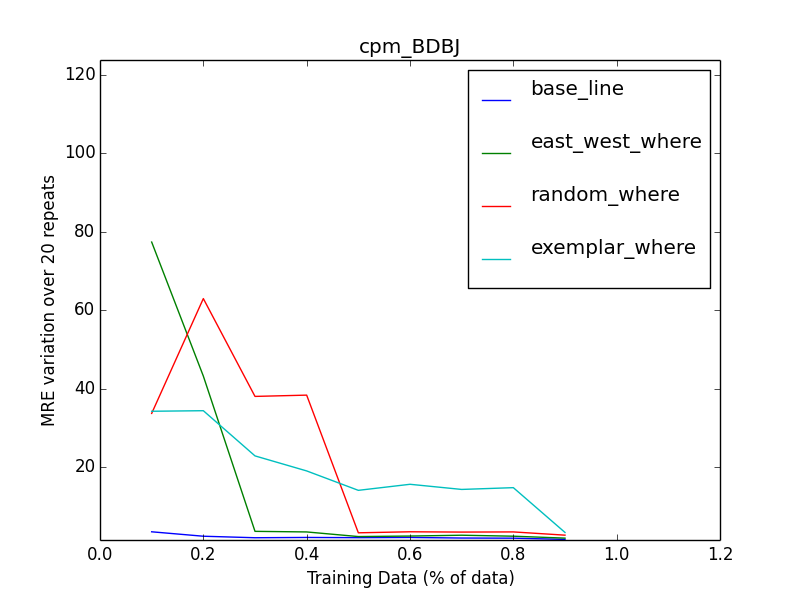 cpm_BDBJ
120
100
80
60
40
20
MRE variation over 20 repeats
base_line
east_west_where
random_where
exemplar_where
0.0 0.2 0.4 0.6 0.8 1.0 1.2
Training Data (% of data)